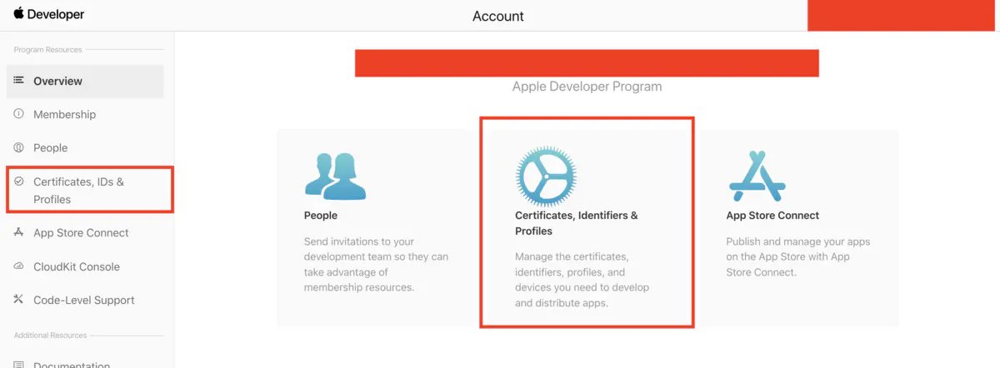 Developer
Account
Program Resources
Overview
Membership
People
Certificates, IDs &
Profiles
App Store Connect
CloudKit Console
Code-Level Support
Additional Resources
Documentation
Apple Developer Program
People
Send invitations to your
development team so they can
take advantage of
membership resources.
Certificates, Identifiers &
Profiles
Manage the certificates,
identifiers, profiles, and
devices you need to develop
and distribute apps.
App Store Connect
Publish and manage your apps
on the App Store with App
Store Connect.